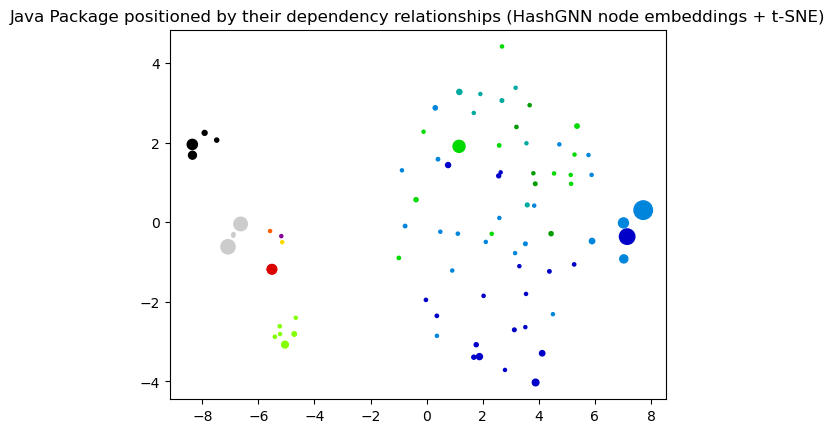 Java Package positioned by their dependency relationships (HashGNN node embeddings + t-SNE)
4
2
0
−2
−4
−8 −6 −4 −2 0 2 4 6 8